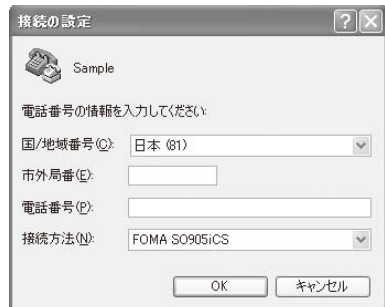 接続の設定
Sample
電話番号の情報を入力してください:
国/地域番号(C): 日本 (81)
市外局番(E):
電話番号(P):
接続方法(N): FOMA SO905iCS
OK キャンセル